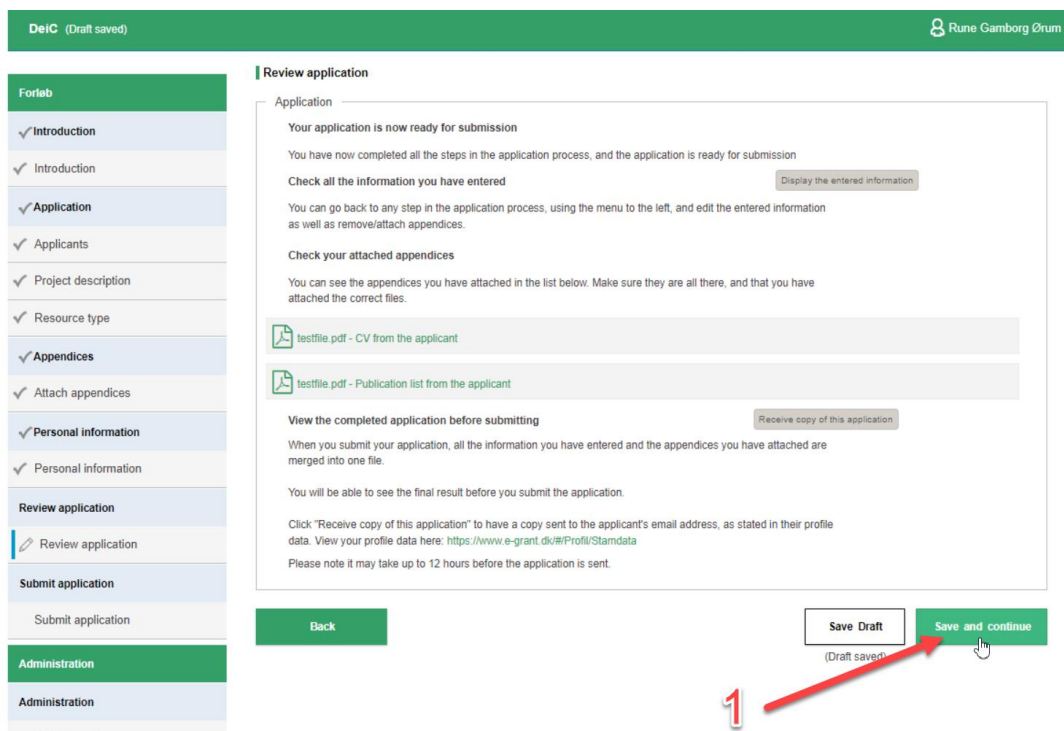 DeiC (Draft saved)
Rune Gamborg Ørum
Forløb
Introduction
Introduction
Application
Applicants
Project description
Resource type
Appendices
Attach appendices
Personal information
Personal information
Review application
Review application
Submit application
Submit application
Administration
Administration
Review application
Application
Your application is now ready for submission
You have now completed all the steps in the application process, and the application is ready for submission
Check all the information you have entered
Display the entered information
You can go back to any step in the application process, using the menu to the left, and edit the entered information
as well as remove/attach appendices.
Check your attached appendices
You can see the appendices you have attached in the list below. Make sure they are all there, and that you have
attached the correct files.
testfile.pdf - CV from the applicant
testfile.pdf - Publication list from the applicant
View the completed application before submitting
Receive copy of this application
When you submit your application, all the information you have entered and the appendices you have attached are
merged into one file.
You will be able to see the final result before you submit the application.
Click "Receive copy of this application" to have a copy sent to the applicant's email address, as stated in their profile
data. View your profile data here: https://www.e-grant.dk/#/Profil/Stamdata
Please note it may take up to 12 hours before the application is sent.
Back
Save Draft
Save and continue
(Draft saved)
1